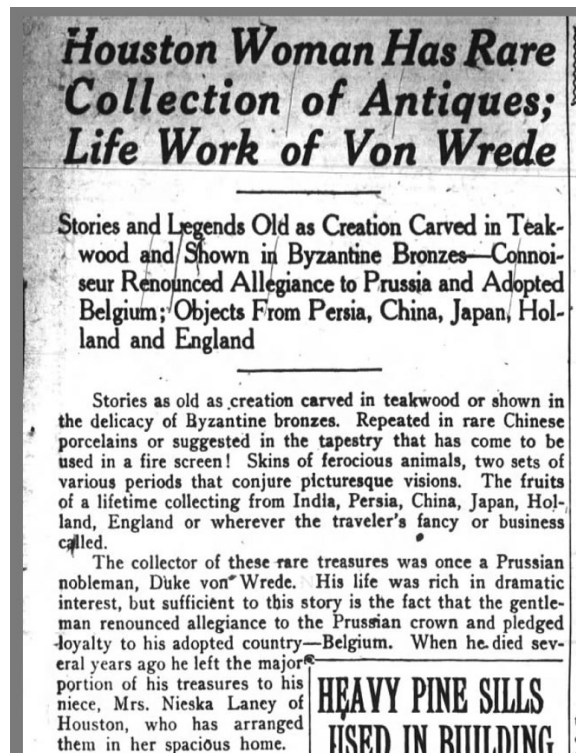 Houston Woman Has Rare
Collection of Antiques;
Life Work of Von Wrede
Stories and Legends Old as Creation Carved in Teak-
wood and Shown in Byzantine Bronzes—Connoi-
seur Renounced Allegiance to Prussia and Adopted
Belgium; Objects From Persia, China, Japan, Hol-
land and England
Stories as old as creation carved in teakwood or shown in
the delicacy of Byzantine bronzes. Repeated in rare Chinese
porcelains or suggested in the tapestry that has come to be
used in a fire screen! Skins of ferocious animals, two sets of
various periods that conjure picturesque visions. The fruits
of a lifetime collecting from India, Persia, China, Japan, Hol-
land, England or wherever the traveler's fancy or business
called.
The collector of these rare treasures was once a Prussian
nobleman, Duke von Wrede. His life was rich in dramatic
interest, but sufficient to this story is the fact that the gentle-
man renounced allegiance to the Prussian crown and pledged
loyalty to his adopted country—Belgium. When he died sev-
eral years ago he left the major
portion of his treasures to his
niece, Mrs. Nieska Laney of
Houston, who has arranged
them in her spacious home.
HEAVY PINE SILLS
USED IN BUILDING